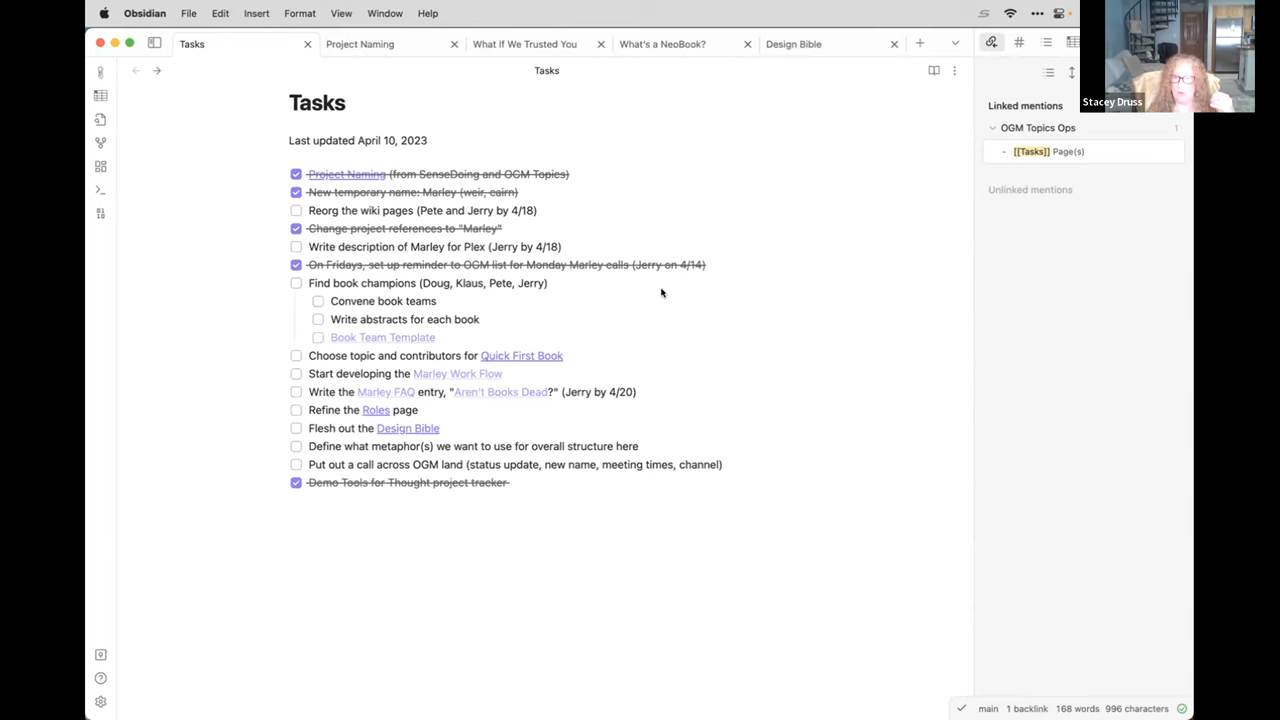 Obsidian File Edit Insert Format View Window Help
Tasks Project Naming What If We Trusted You What's a NeoBook? Design Bible
Tasks
Stacey Druss
Tasks
Last updated April 10, 2023
Project Naming (from SenseDoing and OGM Topics)
New temporary name: Marley (weir, cairn)
Reorg the wiki pages (Pete and Jerry by 4/18)
Change project references to "Marley"
Write description of Marley for Plex (Jerry by 4/18)
On Fridays, set up reminder to OGM list for Monday Marley calls (Jerry on 4/14)
Find book champions (Doug, Klaus, Pete, Jerry)
Convene book teams
Write abstracts for each book
Book Team Template
Choose topic and contributors for Quick First Book
Start developing the Marley Work Flow
Write the Marley FAQ entry, "Aren't Books Dead?" (Jerry by 4/20)
Refine the Roles page
Flesh out the Design Bible
Define what metaphor(s) we want to use for overall structure here
Put out a call across OGM land (status update, new name, meeting times, channel)
Demo Tools for Thought project tracker
Linked mentions
OGM Topics Ops 1
- [[Tasks]] Page(s)
Unlinked mentions
main 1 backlink 168 words 996 characters